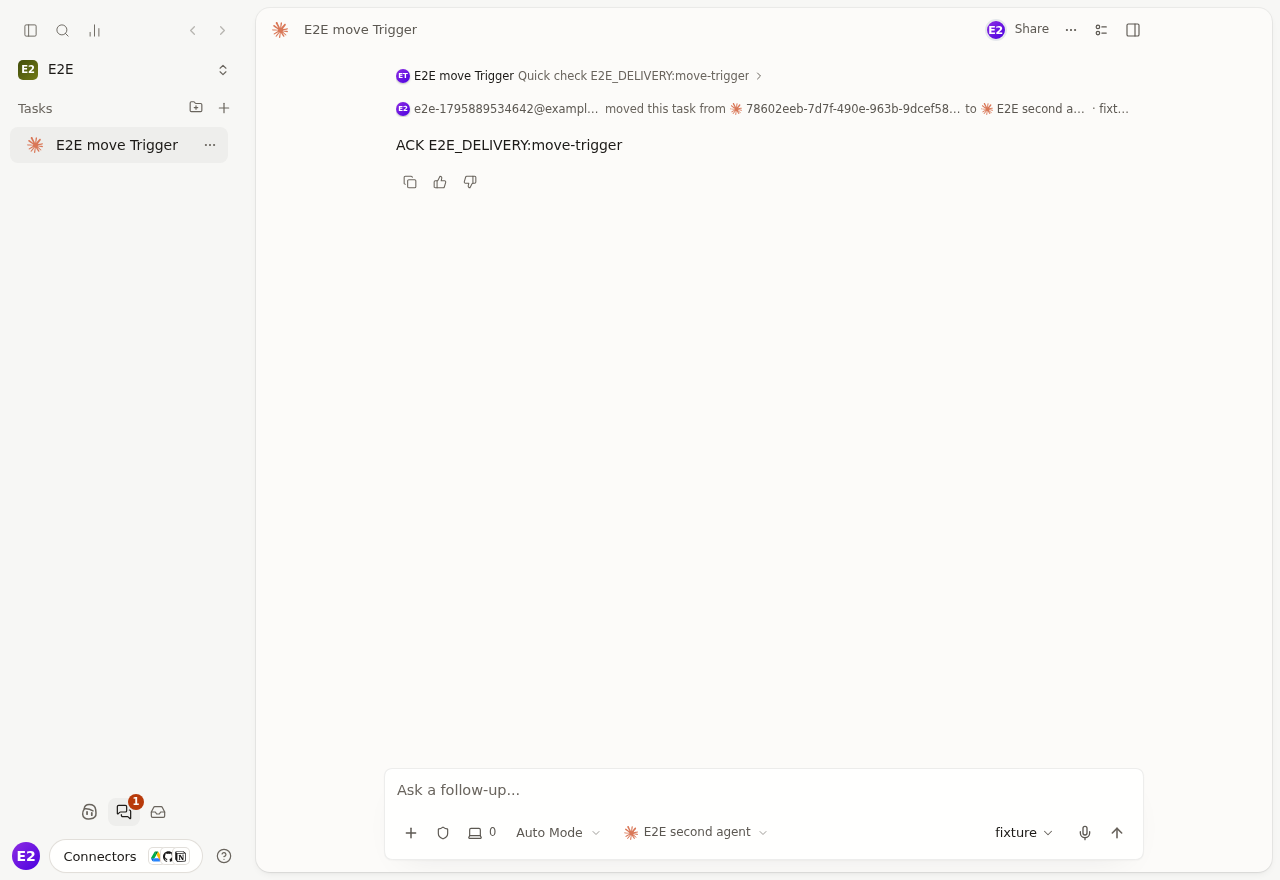 E2 E2E
Tasks
E2E move Trigger
1
E2 Connectors
E2E move Trigger
E2 Share
ET E2E move Trigger Quick check E2E_DELIVERY:move-trigger
E2 e2e-1795889534642@exampl… moved this task from 78602eeb-7d7f-490e-963b-9dcef58… to E2E second a… · fixt…
ACK E2E_DELIVERY:move-trigger
Ask a follow-up…
0 Auto Mode E2E second agent fixture